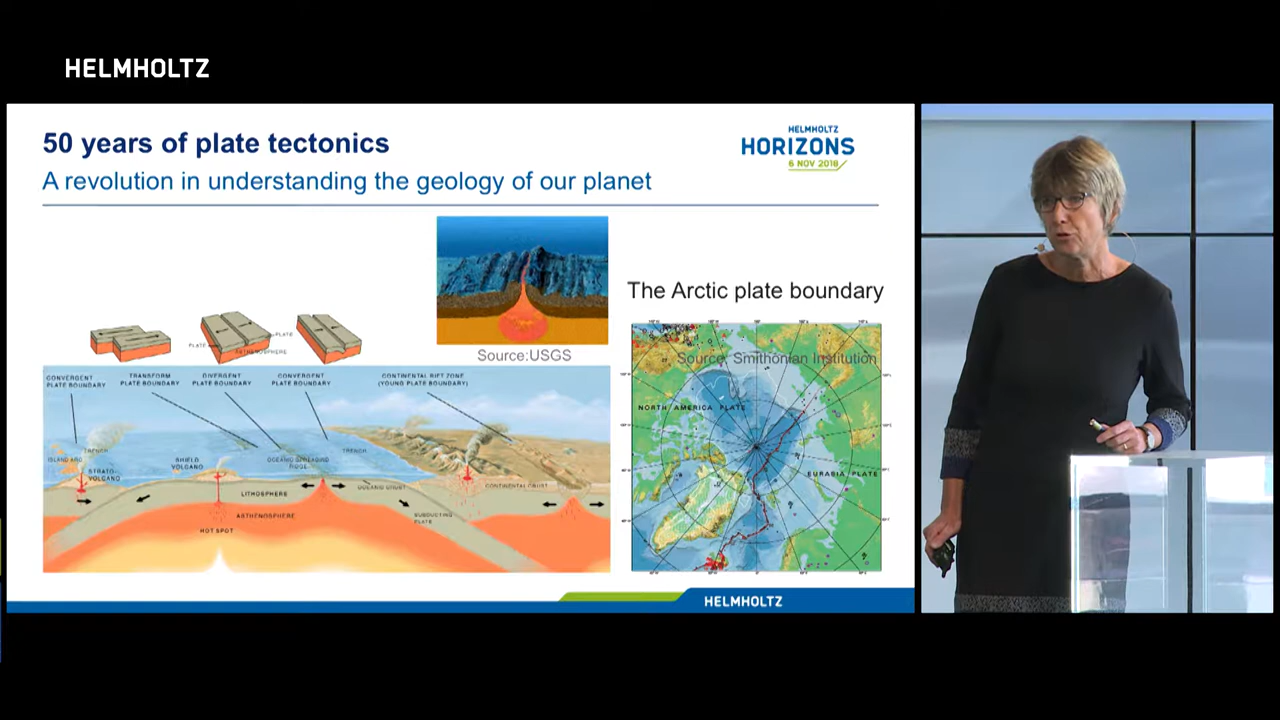 HELMHOLTZ
50 years of plate tectonics
A revolution in understanding the geology of our planet
HELMHOLTZ
HORIZONS
6 NOV 2018
The Arctic plate boundary
Source:USGS
Source: Smithonian Institution
PLATE
PLATE
ASTHENOSPHERE
CONVERGENT
PLATE BOUNDARY
TRANSFORM
PLATE BOUNDARY
DIVERGENT
PLATE BOUNDARY
CONVERGENT
PLATE BOUNDARY
CONTINENTAL RIFT ZONE
(YOUNG PLATE BOUNDARY)
TRENCH
ISLAND ARC
STRATO-
VOLCANO
SHIELD
VOLCANO
OCEANIC SPREADING
RIDGE
TRENCH
LITHOSPHERE
ASTHENOSPHERE
HOT SPOT
OCEANIC CRUST
SUBDUCTING
PLATE
CONTINENTAL CRUST
NORTH AMERICA PLATE
EURASIA PLATE
HELMHOLTZ